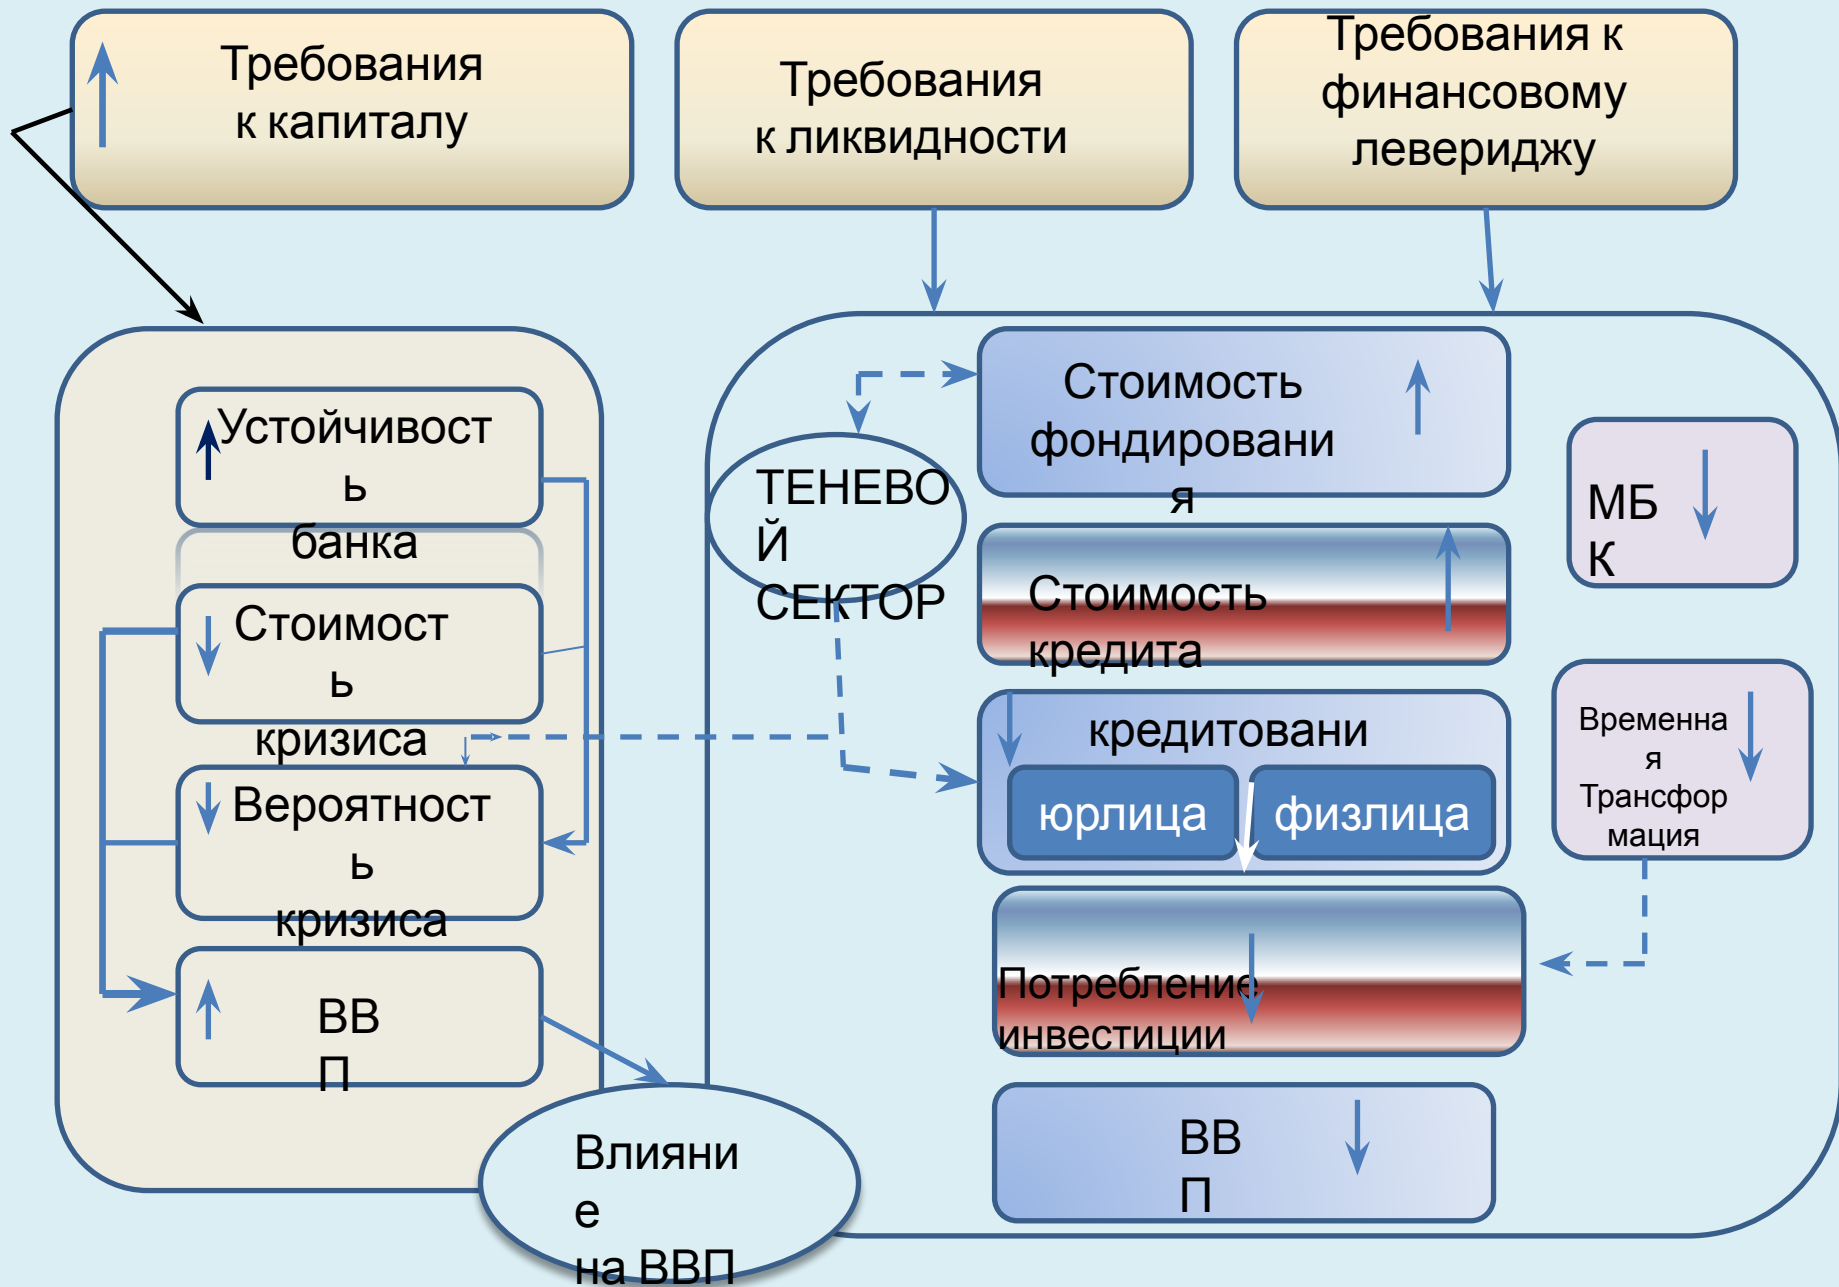 Требования
к капиталу
Требования
к ликвидности
Требования к
финансовому
левериджу
Устойчивост
ь
банка
Стоимост
ь
кризиса
Вероятност
ь
кризиса
ВВ
П
Влияни
е
на ВВП
ТЕНЕВО
Й
СЕКТОР
Стоимость
фондировани
я
Стоимость
кредита
кредитовани
юрлица
физлица
Потребление
инвестиции
ВВ
П
МБ
К
Временна
я
Трансфор
мация